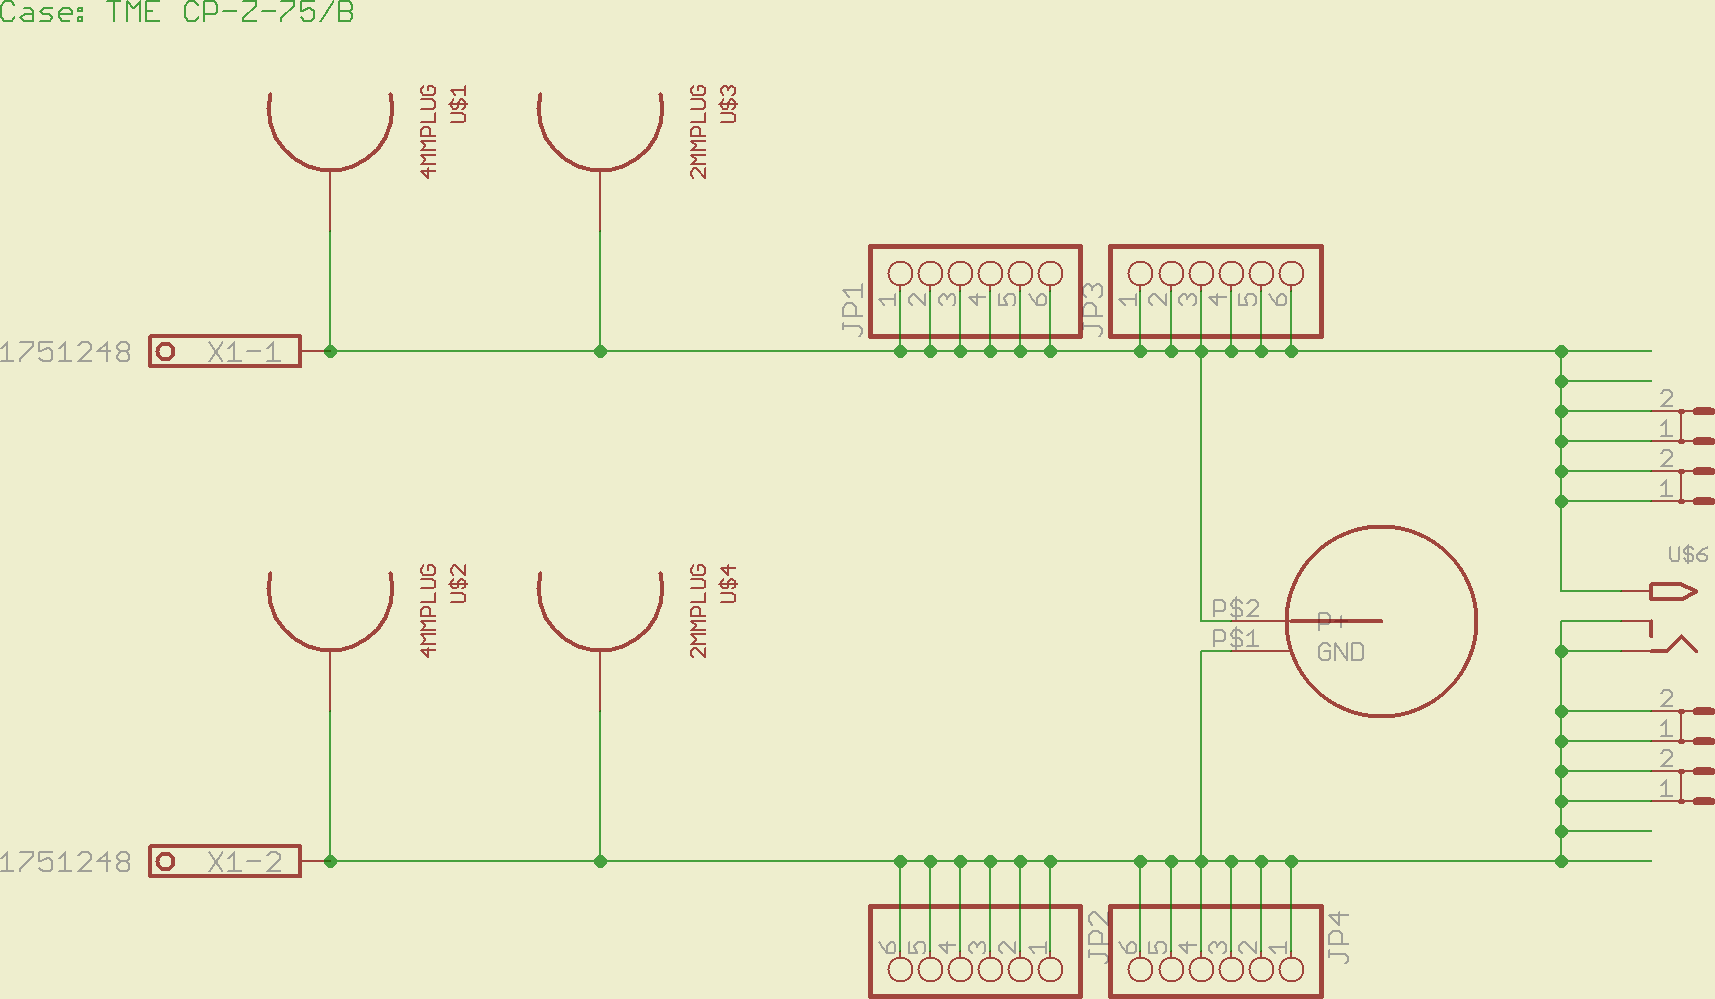 Case: TME CP-Z-75/B
4MMPLUG
U$1
2MMPLUG
U$3
JP1
1 2 3 4 5 6
JP3
1 2 3 4 5 6
1751248
X1-1
2
1
2
1
U$6
4MMPLUG
U$2
2MMPLUG
U$4
P$2
P+
P$1
GND
2
1
2
1
1751248
X1-2
6 5 4 3 2 1
JP2
6 5 4 3 2 1
JP4